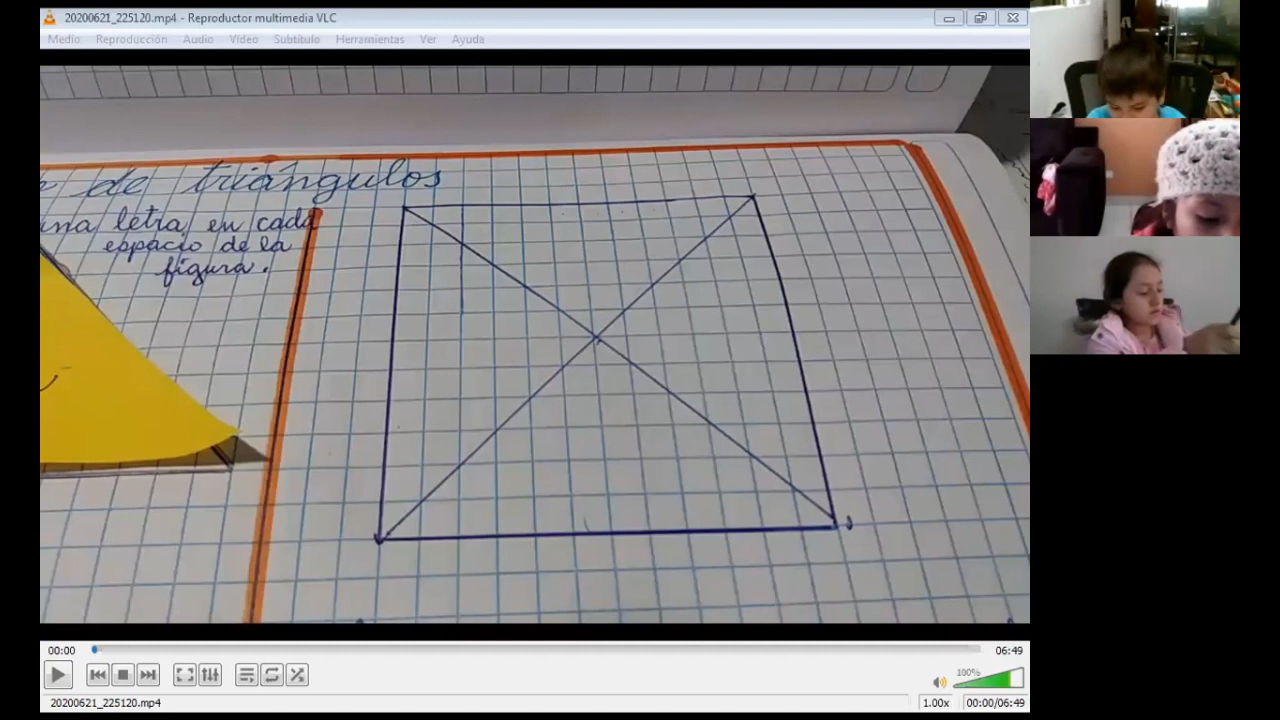 20200621_225120.mp4 - Reproductor multimedia VLC
Medio Reproducción Audio Vídeo Subtítulo Herramientas Ver Ayuda
de triángulos
una letra en cada
espacio de la
figura.
00:00 06:49
100%
20200621_225120.mp4 1.00x 00:00/06:49